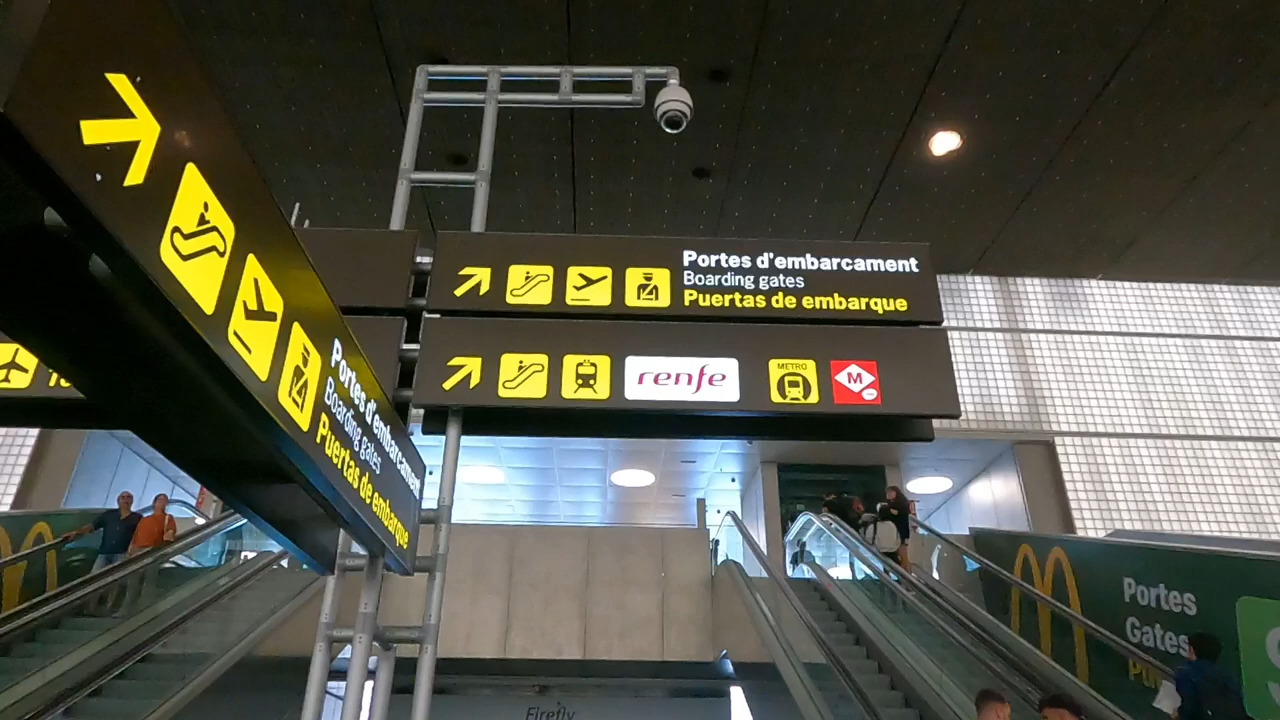 Portes d'embarcament
Boarding gates
Puertas de embarque
renfe
METRO
M
Portes d'embarcament
Boarding gates
Puertas de embarque
Portes
Gates
Firefly